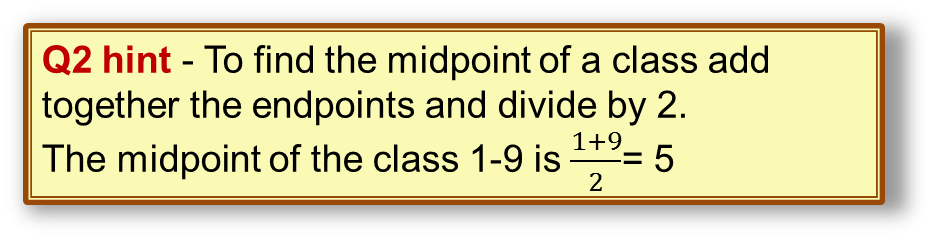 Q2 hint - To find the midpoint of a class add
together the endpoints and divide by 2.
The midpoint of the class 1-9 is \frac{1+9}{2}= 5